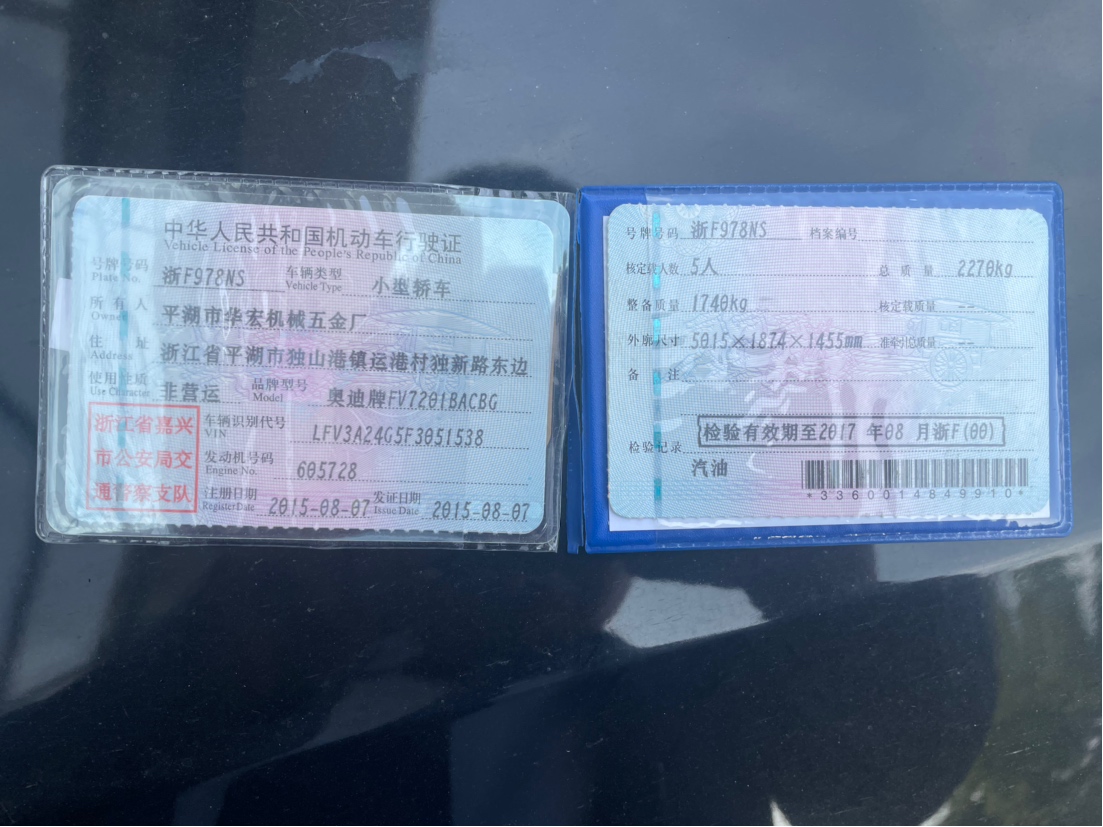 中华人民共和国机动车行驶证
Vehicle License of the People's Republic of China
号牌号码 Plate No. 浙F978NS 车辆类型 Vehicle Type 小型轿车
所有人 Owner 平湖市华宏机械五金厂
住址 Address 浙江省平湖市独山港镇运港村独新路东边
使用性质 Use Character 非营运 品牌型号 Model 奥迪牌FV7201BACBG
浙江省嘉兴
市公安局交
通警察支队
车辆识别代号 VIN LFV3A24G5F3051538
发动机号码 Engine No. 605728
注册日期 Register Date 2015-08-07 发证日期 Issue Date 2015-08-07
号牌号码 浙F978NS 档案编号
核定载人数 5人 总质量 2270kg
整备质量 1740kg 核定载质量 --
外廓尺寸 5015×1874×1455mm 准牵引总质量 --
备注
检验记录 检验有效期至2017 年08 月浙F(00)
汽油
*3360014849910*